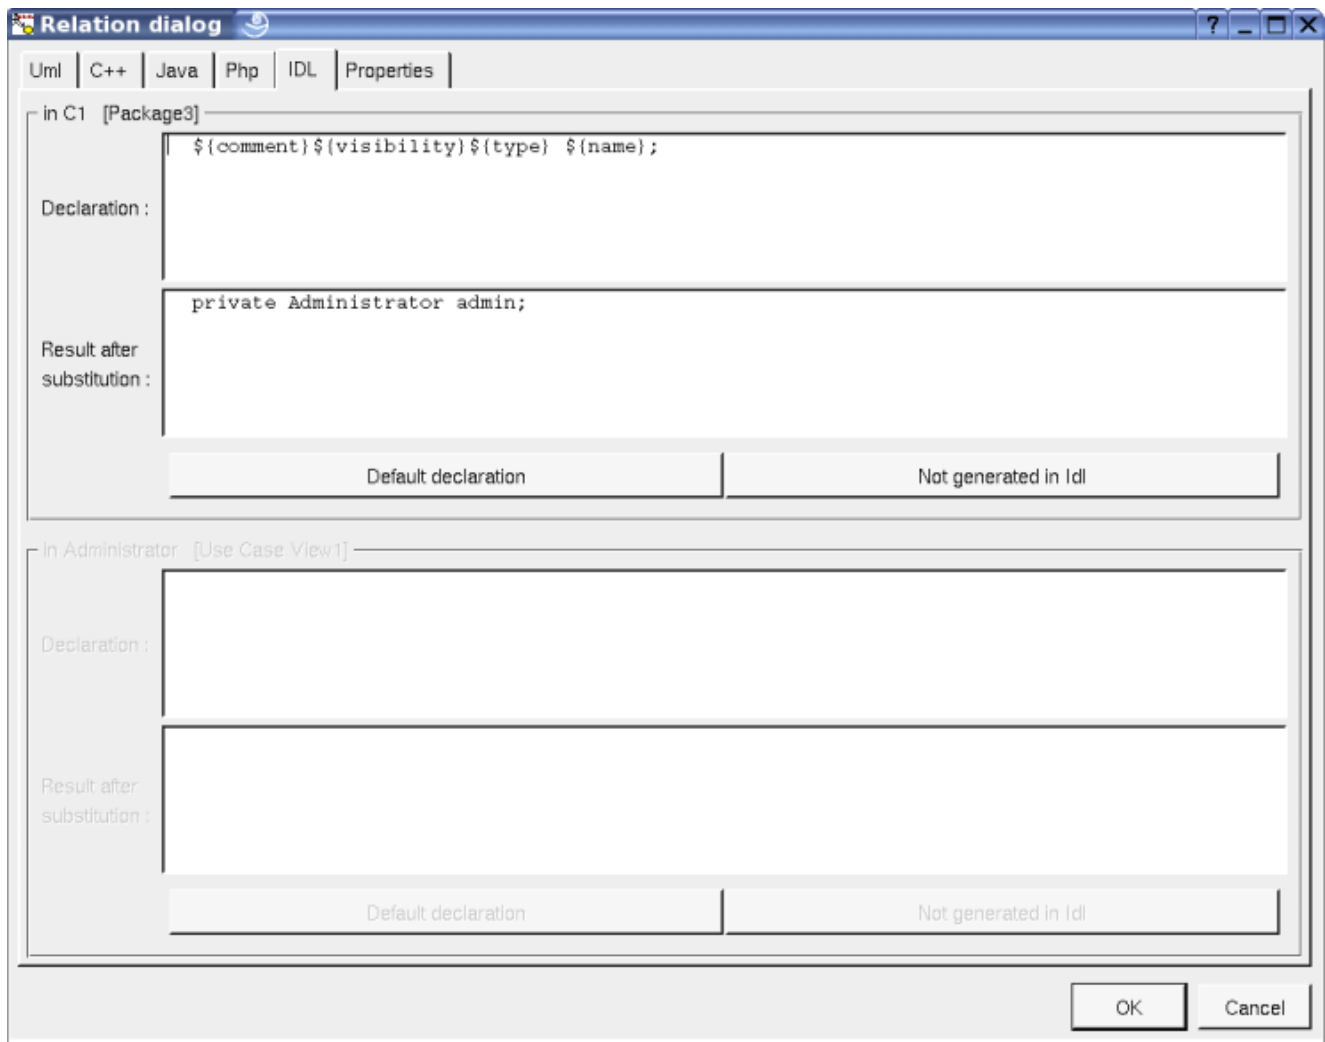 Relation dialog
?
Uml C++ Java Php IDL Properties
in C1 [Package3]
${comment}${visibility}${type} ${name};
Declaration :
private Administrator admin;
Result after
substitution :
Default declaration Not generated in Idl
in Administrator [Use Case View1]
Declaration :
Result after
substitution :
Default declaration Not generated in Idl
OK Cancel